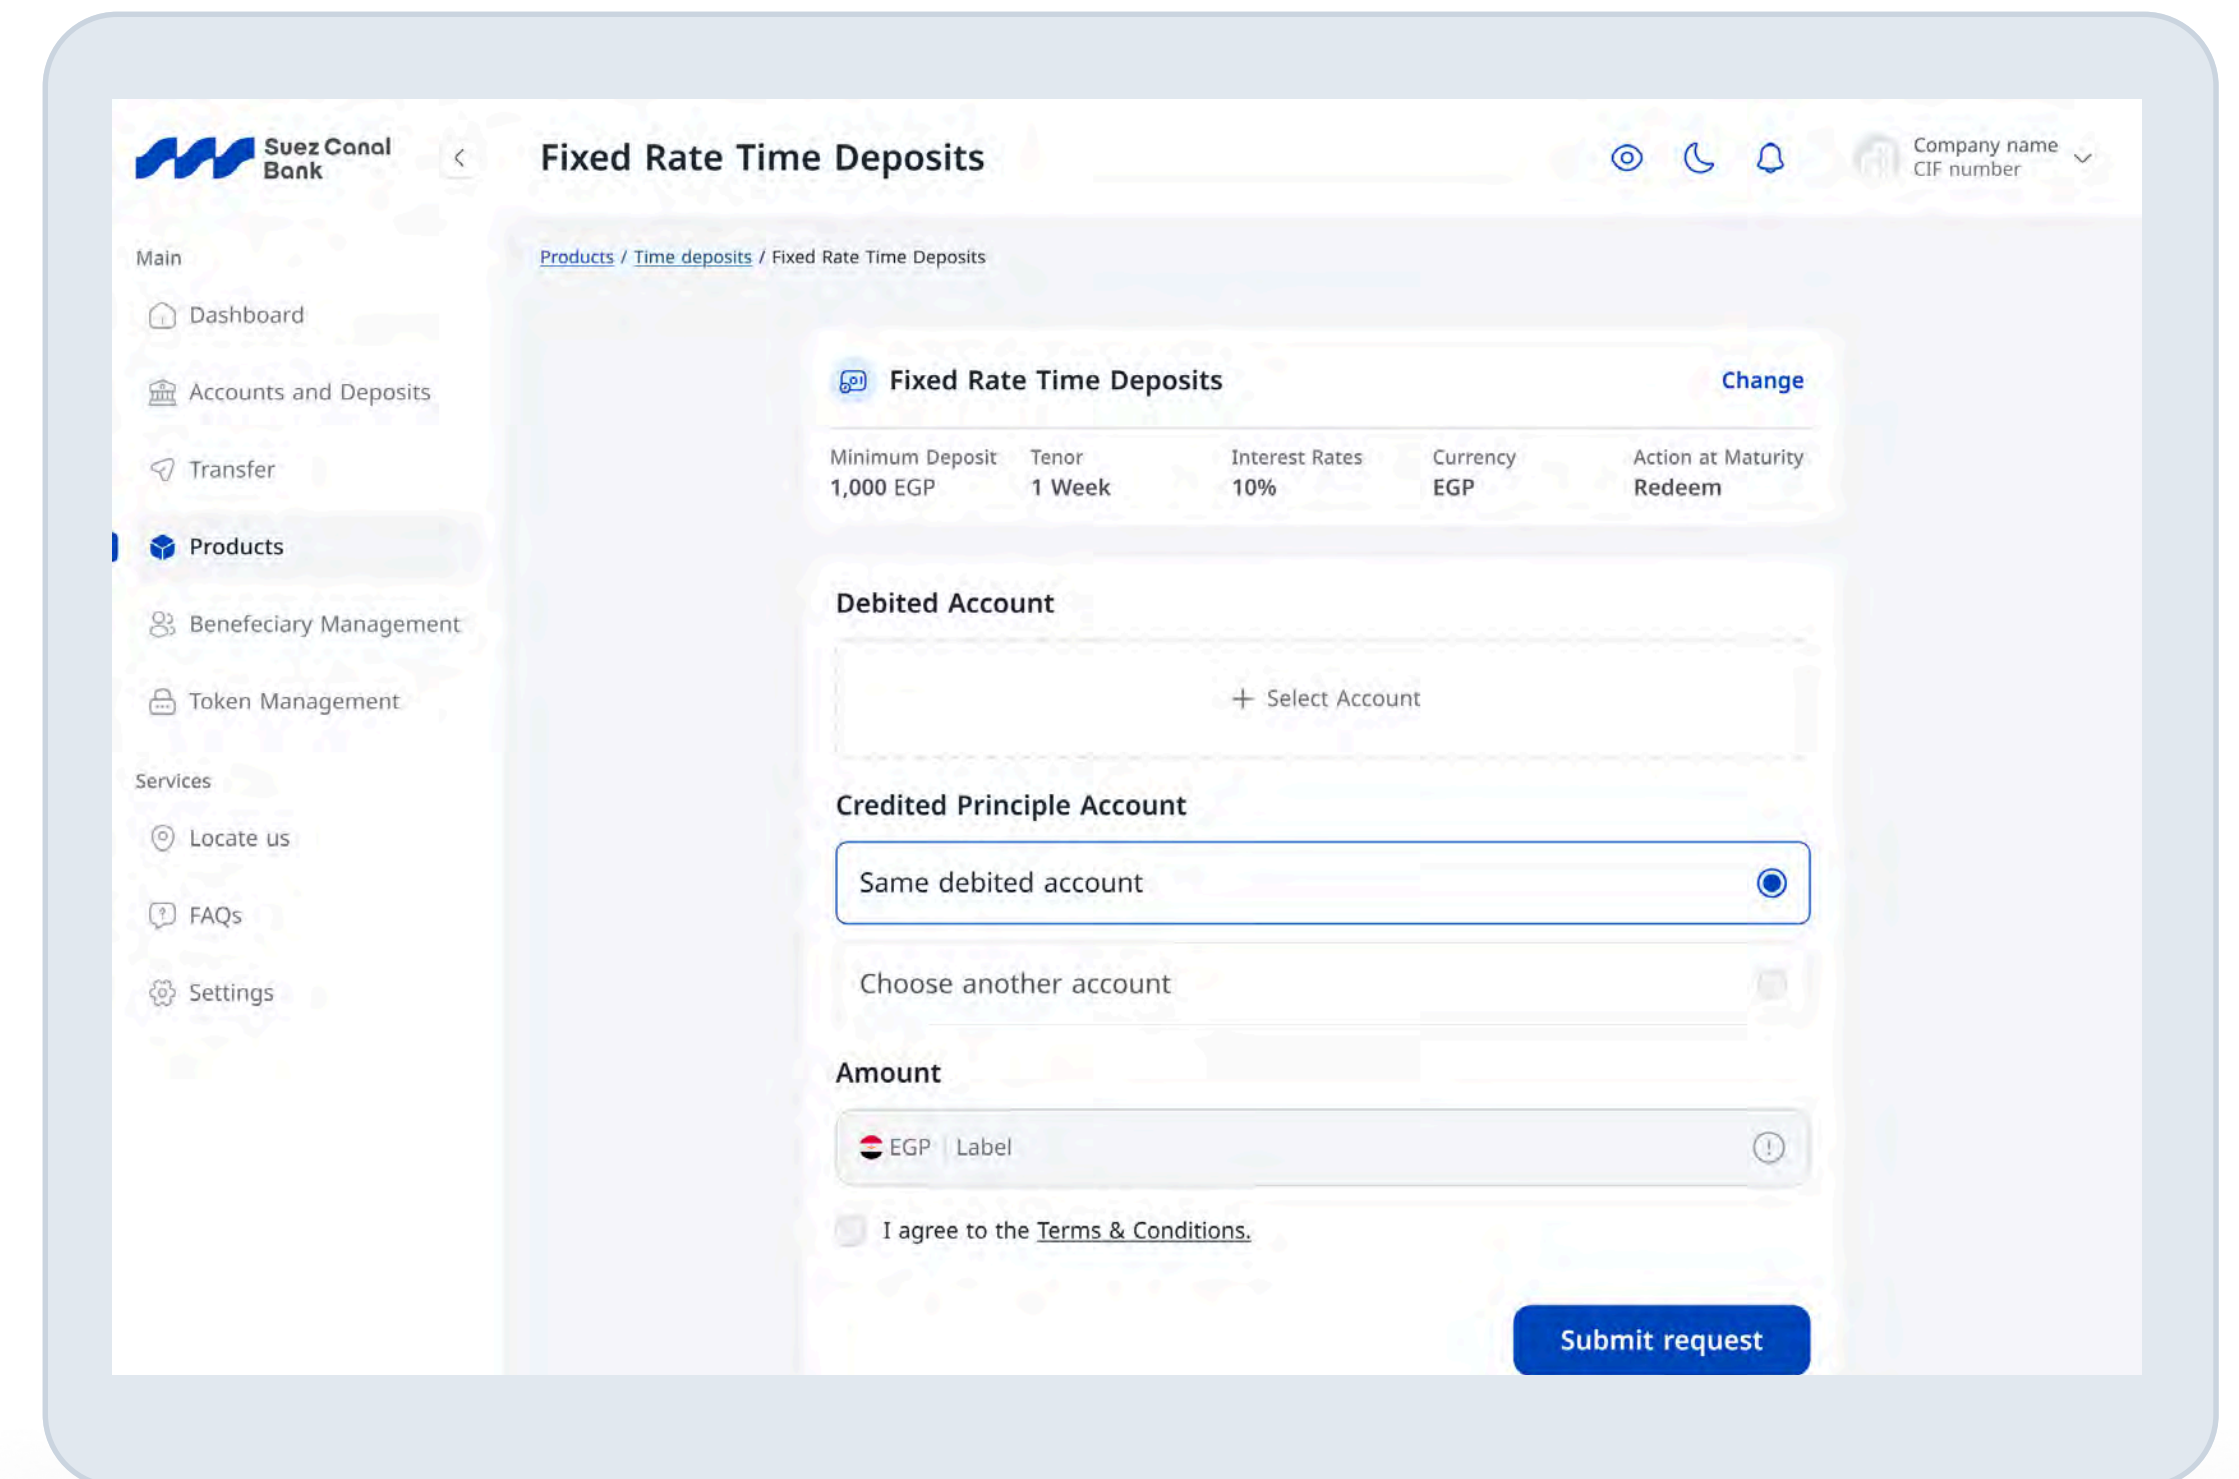 Suez Canal
Bank
Fixed Rate Time Deposits
Company name
CIF number
Main
Dashboard
Accounts and Deposits
Transfer
Products
Benefeciary Management
Token Management
Services
Locate us
FAQs
Settings
Products / Time deposits / Fixed Rate Time Deposits
Fixed Rate Time Deposits
Change
Minimum Deposit Tenor Interest Rates Currency Action at Maturity
1,000 EGP 1 Week 10% EGP Redeem
Debited Account
+ Select Account
Credited Principle Account
Same debited account
Choose another account
Amount
EGP | Label
I agree to the Terms & Conditions.
Submit request